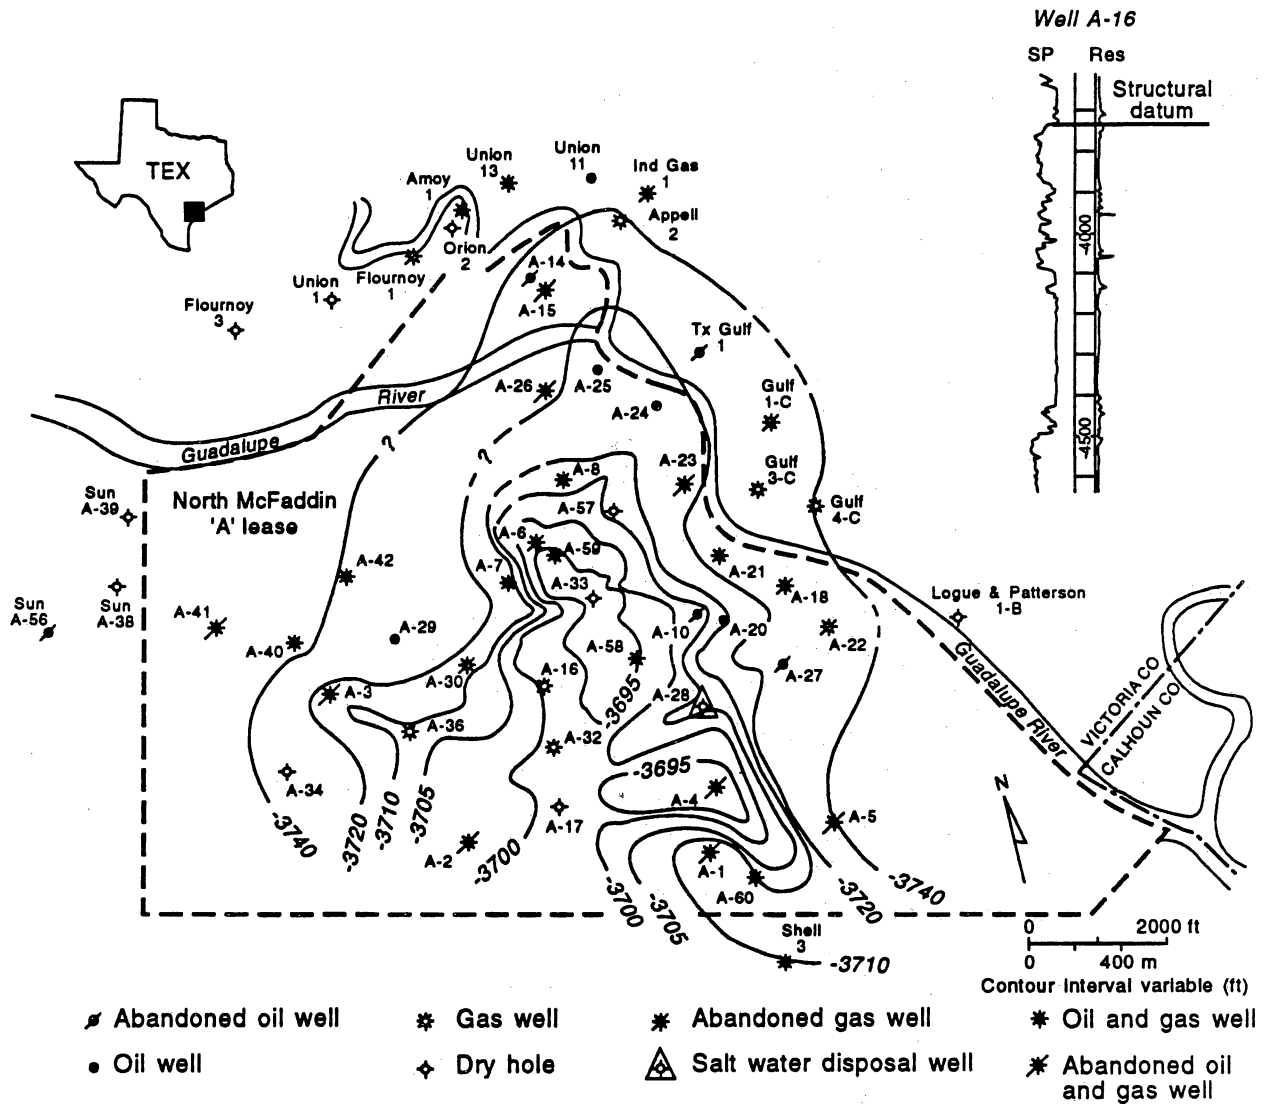 Well A-16
SP Res
Structural
datum
-4000
-4500
TEX
Union
13
Union
11
Ind Gas
1
Amoy
1
Appell
2
Orion
2
Union
1
Flournoy
1
Flournoy
3
A-14
A-15
Tx Gulf
1
A-26
A-25
A-24
Gulf
1-C
River
Guadalupe
?
?
A-8
A-23
Gulf
3-C
Gulf
4-C
Sun
A-39
North McFaddin
'A' lease
A-57
A-6
A-59
A-7
A-33
A-42
A-21
A-18
Sun
A-56
Sun
A-38
A-41
A-40
A-29
A-10
A-20
A-22
Logue & Patterson
1-B
A-58
A-30
A-16
A-27
A-3
A-28
-3695
Guadalupe River
VICTORIA CO
CALHOUN CO
A-36
A-32
-3695
A-34
A-4
A-17
A-5
N
-3740
-3720
-3710
-3705
A-2
-3700
A-1
A-60
-3700
-3705
-3720
-3740
Shell
3
-3710
0 2000 ft
0 400 m
Contour interval variable (ft)
Abandoned oil well
Gas well
Abandoned gas well
Oil and gas well
Oil well
Dry hole
Salt water disposal well
Abandoned oil
and gas well